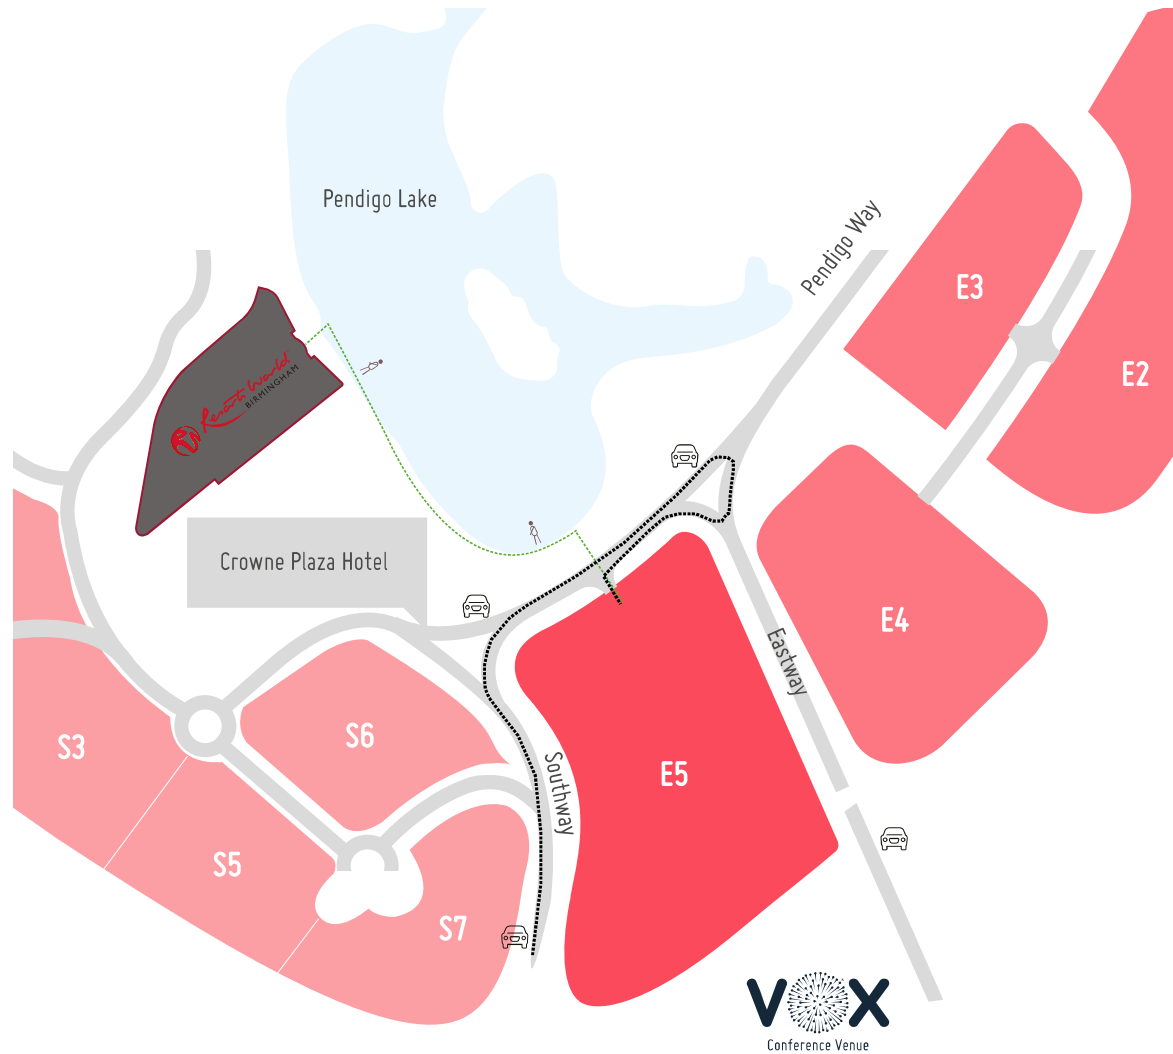 Pendigo Lake
Pendigo Way
E3
E2
Resorts World
BIRMINGHAM
Crowne Plaza Hotel
E4
Eastway
S3
S6
E5
Southway
S5
S7
VOX
Conference Venue